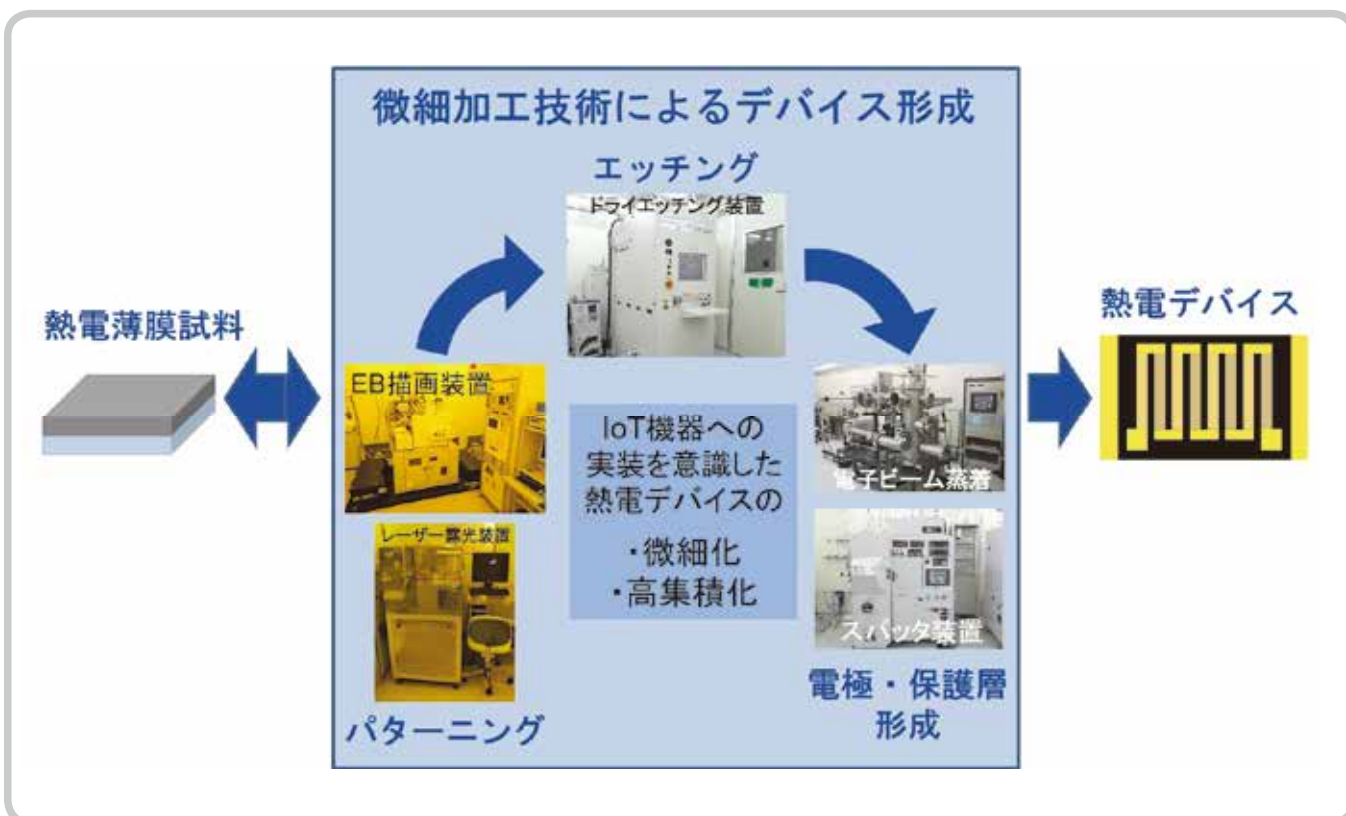 微細加工技術によるデバイス形成
エッチング
ドライエッチング装置
熱電薄膜試料
EB描画装置
レーザー露光装置
パターニング
IoT機器への
実装を意識した
熱電デバイスの
・微細化
・高集積化
電子ビーム蒸着
スパッタ装置
電極・保護層
形成
熱電デバイス